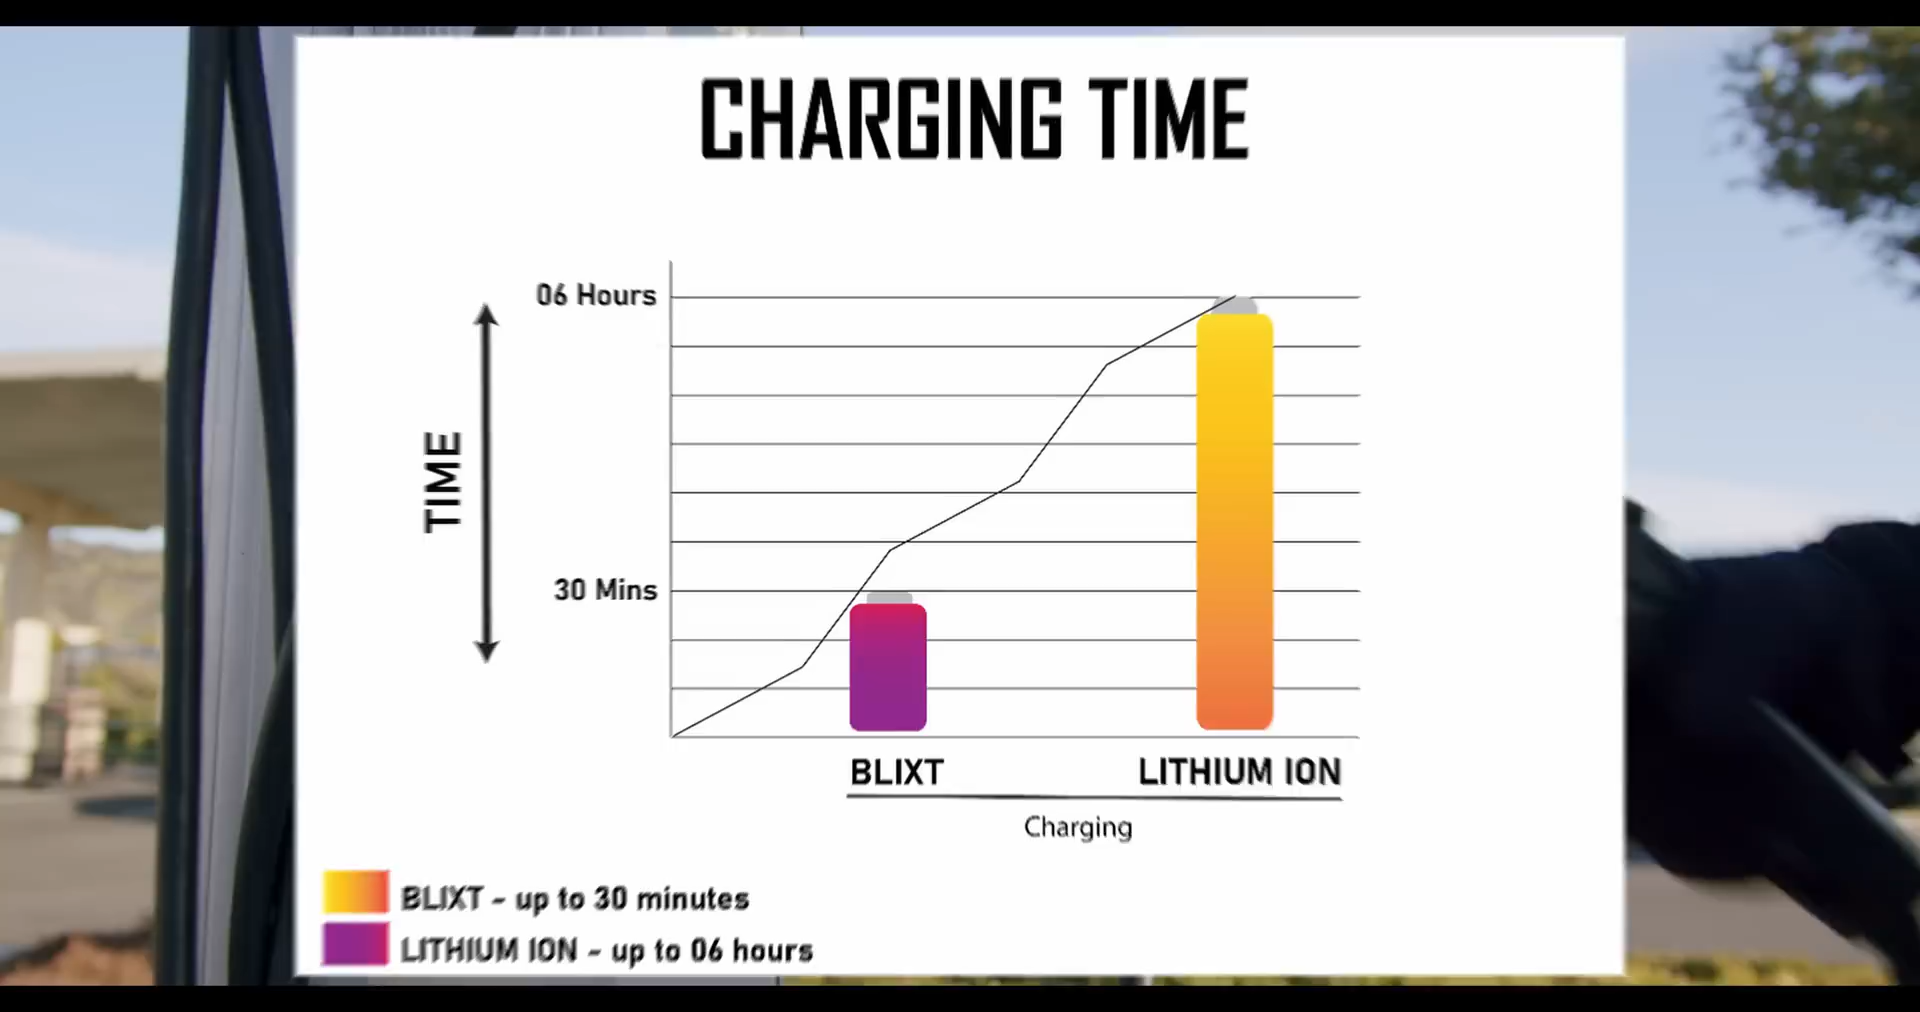 CHARGING TIME
06 Hours
TIME
30 Mins
BLIXT
LITHIUM ION
Charging
BLIXT - up to 30 minutes
LITHIUM ION - up to 06 hours